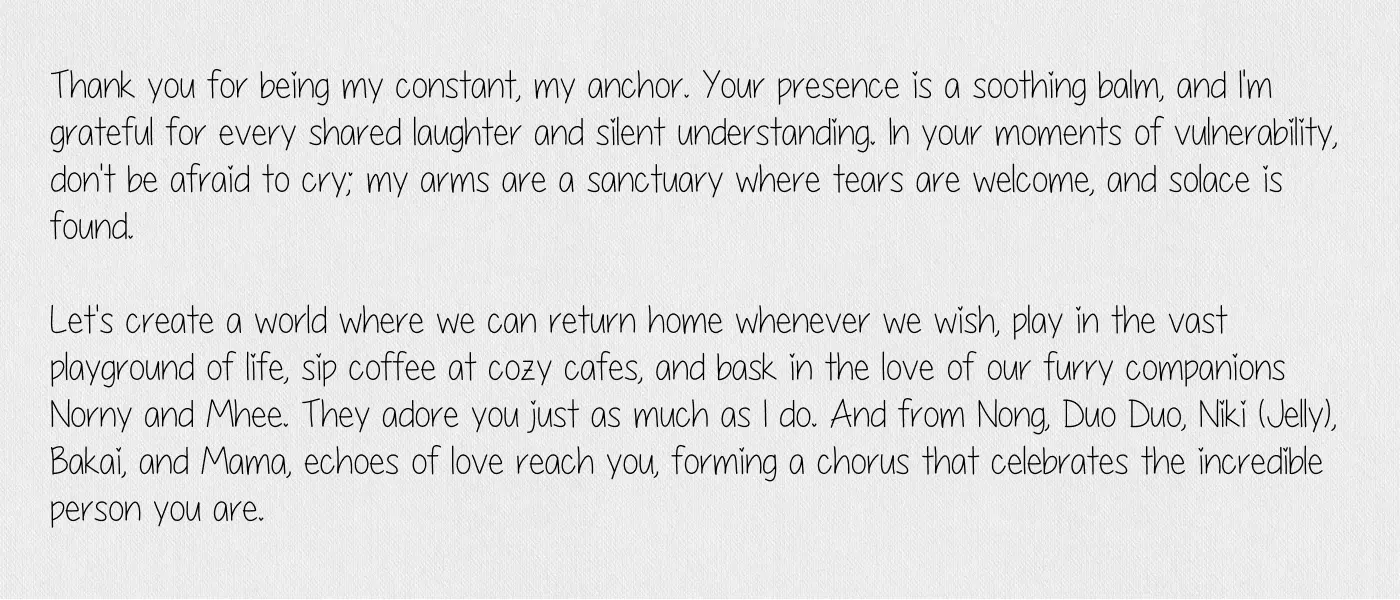 Thank you for being my constant, my anchor. Your presence is a soothing balm, and I'm
grateful for every shared laughter and silent understanding. In your moments of vulnerability,
don't be afraid to cry; my arms are a sanctuary where tears are welcome, and solace is
found.
Let's create a world where we can return home whenever we wish, play in the vast
playground of life, sip coffee at cozy cafes, and bask in the love of our furry companions
Norny and Mhee. They adore you just as much as I do. And from Nong, Duo Duo, Niki (Jelly),
Bakai, and Mama, echoes of love reach you, forming a chorus that celebrates the incredible
person you are.